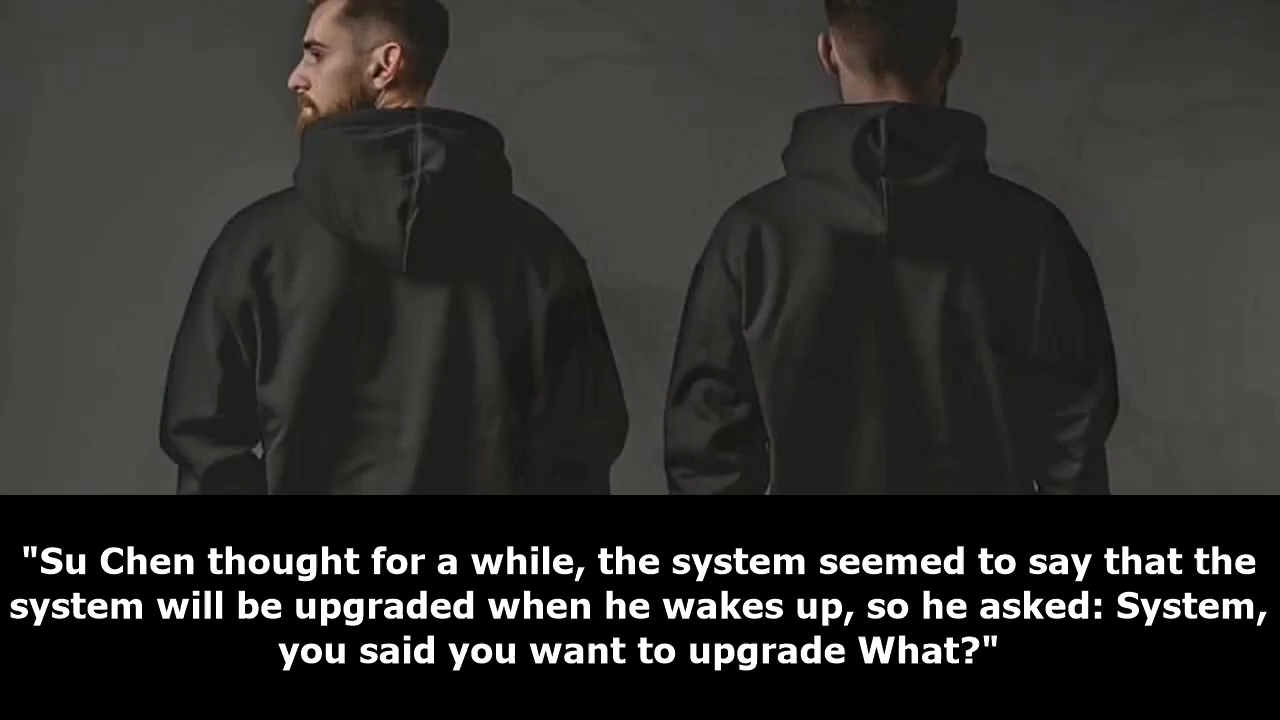 "Su Chen thought for a while, the system seemed to say that the
system will be upgraded when he wakes up, so he asked: System,
you said you want to upgrade What?"